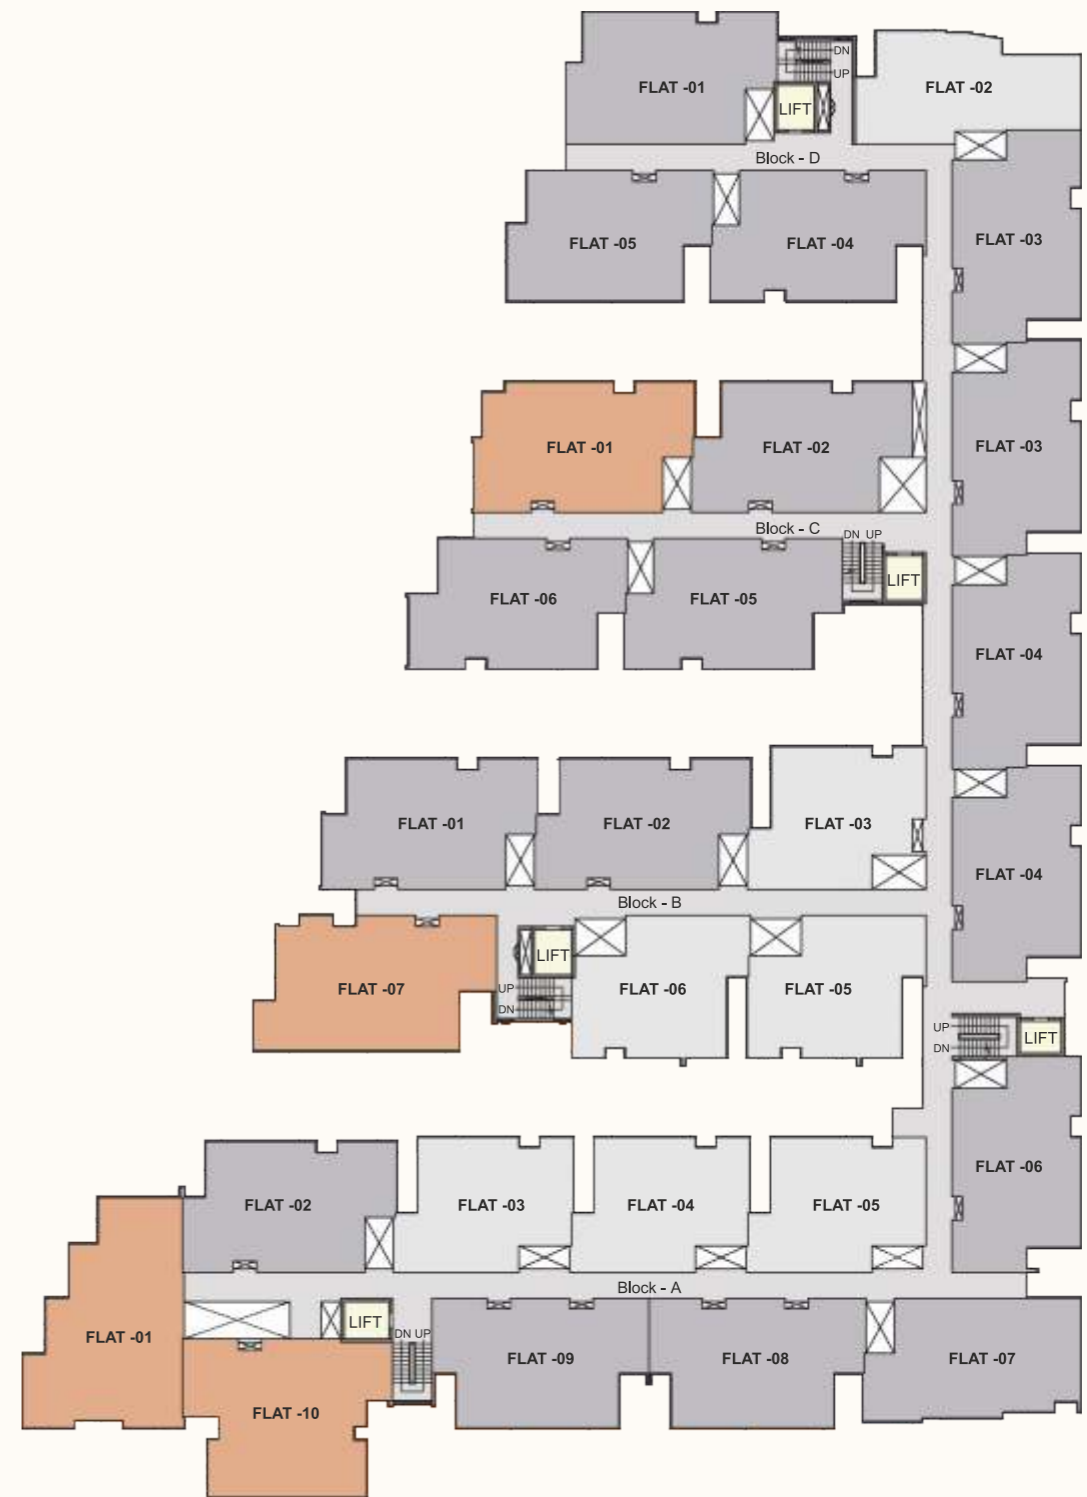 DN
FLAT -01
UP
FLAT -02
LIFT
Block - D
FLAT -05
FLAT -04
FLAT -03
FLAT -01
FLAT -02
FLAT -03
Block - C
DN UP
LIFT
FLAT -06
FLAT -05
FLAT -04
FLAT -01
FLAT -02
FLAT -03
FLAT -04
Block - B
LIFT
FLAT -07
UP
DN
FLAT -06
FLAT -05
UP
DN
LIFT
FLAT -06
FLAT -02
FLAT -03
FLAT -04
FLAT -05
Block - A
FLAT -01
LIFT
DN UP
FLAT -09
FLAT -08
FLAT -07
FLAT -10